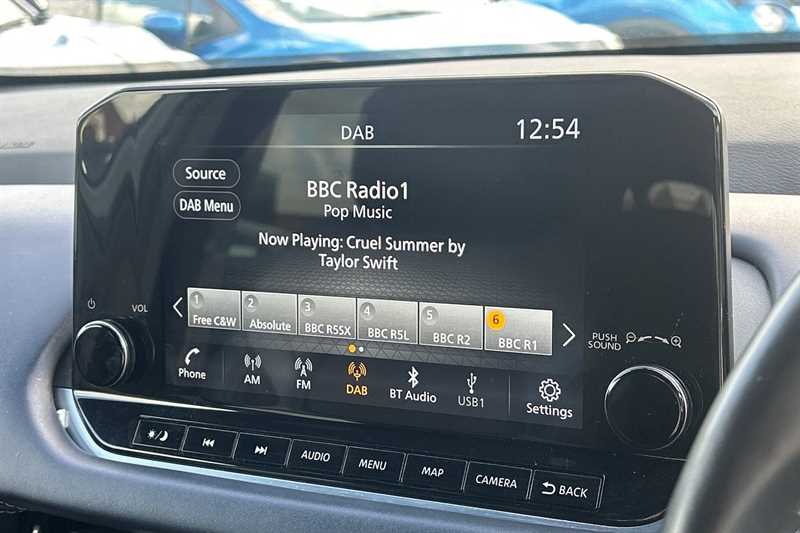 DAB
12:54
Source
DAB Menu
BBC Radio1
Pop Music
Now Playing: Cruel Summer by
Taylor Swift
1
Free C&W
2
Absolute
3
BBC R5SX
4
BBC R5L
5
BBC R2
6
BBC R1
VOL
PUSH
SOUND
Phone
AM
FM
DAB
BT Audio
USB1
Settings
AUDIO
MENU
MAP
CAMERA
BACK